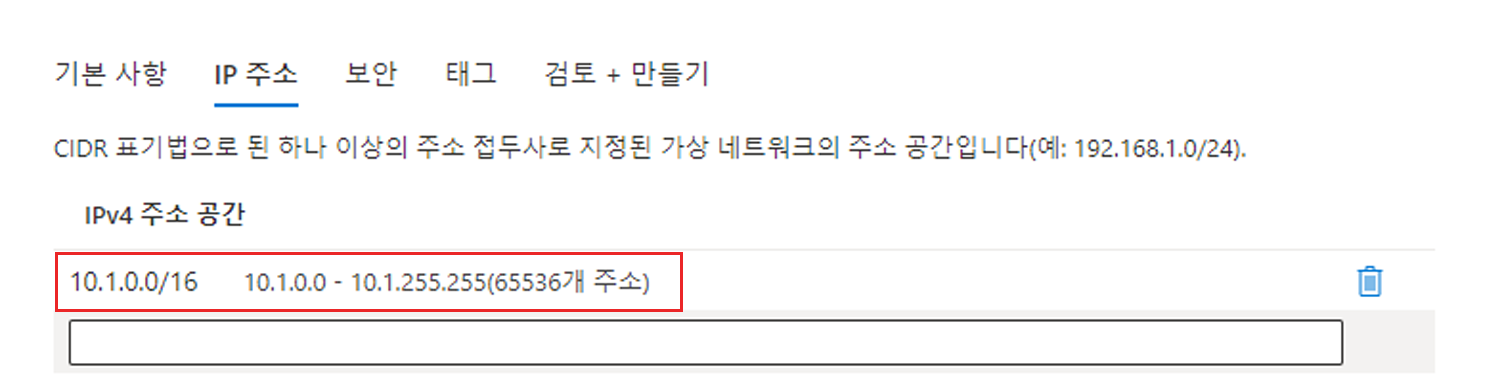 기본 사항 IP 주소 보안 태그 검토 + 만들기
CIDR 표기법으로 된 하나 이상의 주소 접두사로 지정된 가상 네트워크의 주소 공간입니다(예: 192.168.1.0/24).
IPv4 주소 공간
10.1.0.0/16 10.1.0.0 - 10.1.255.255(65536개 주소)